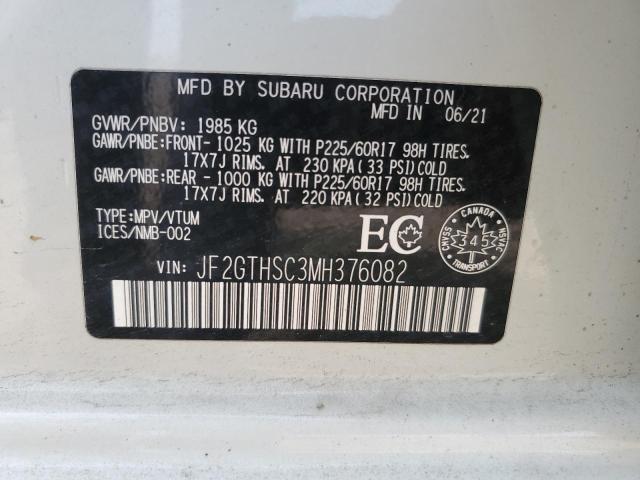 MFD BY SUBARU CORPORATION
MFD IN 06/21
GVWR/PNBV: 1985 KG
GAWR/PNBE:FRONT- 1025 KG WITH P225/60R17 98H TIRES.
17X7J RIMS. AT 230 KPA(33 PSI)COLD
GAWR/PNBE:REAR - 1000 KG WITH P225/60R17 98H TIRES.
17X7J RIMS. AT 220 KPA(32 PSI)COLD
TYPE:MPV/VTUM
ICES/NMB-002
EC
CANADA
CMVSS 345 NSVAC
TRANSPORT
VIN: JF2GTHSC3MH376082